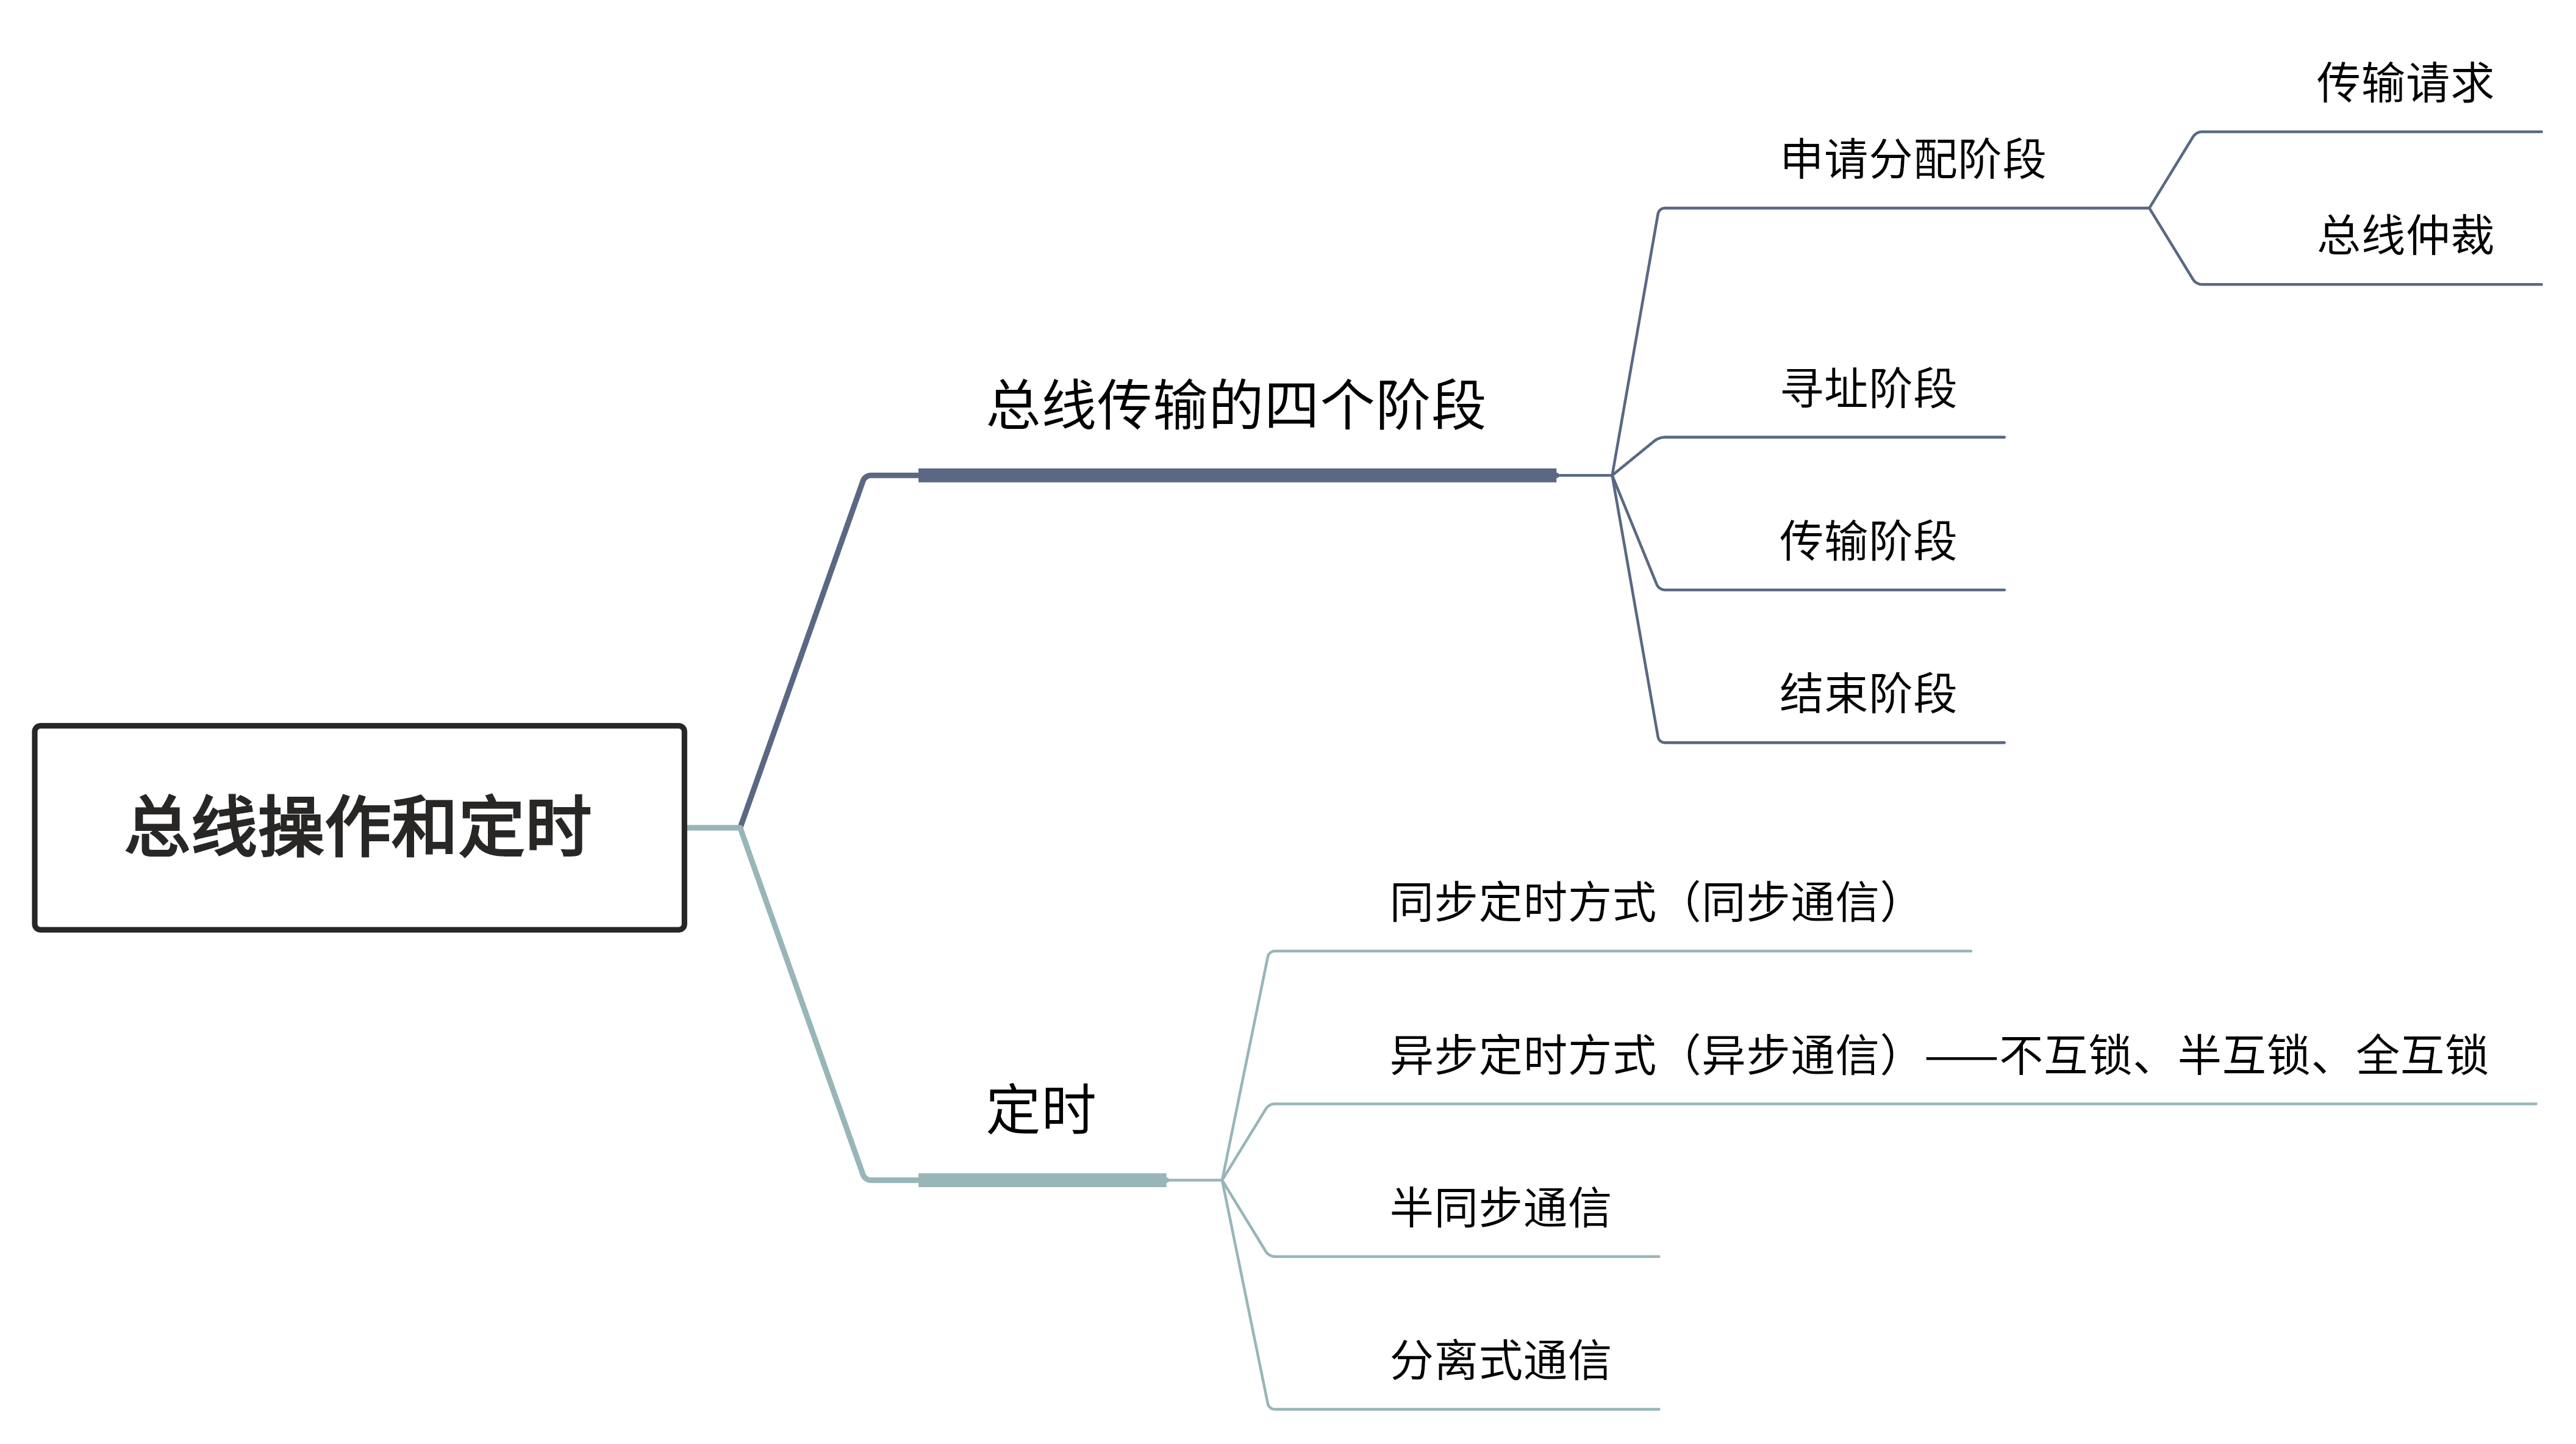 总线操作和定时
总线传输的四个阶段
申请分配阶段
传输请求
总线仲裁
寻址阶段
传输阶段
结束阶段
定时
同步定时方式（同步通信）
异步定时方式（异步通信）——不互锁、半互锁、全互锁
半同步通信
分离式通信